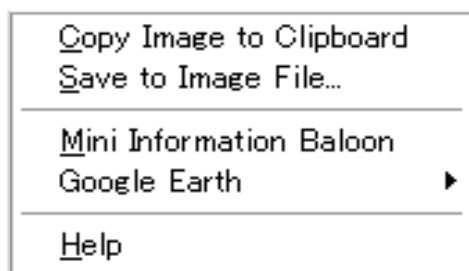 Copy Image to Clipboard
Save to Image File...
Mini Information Baloon
Google Earth
Help